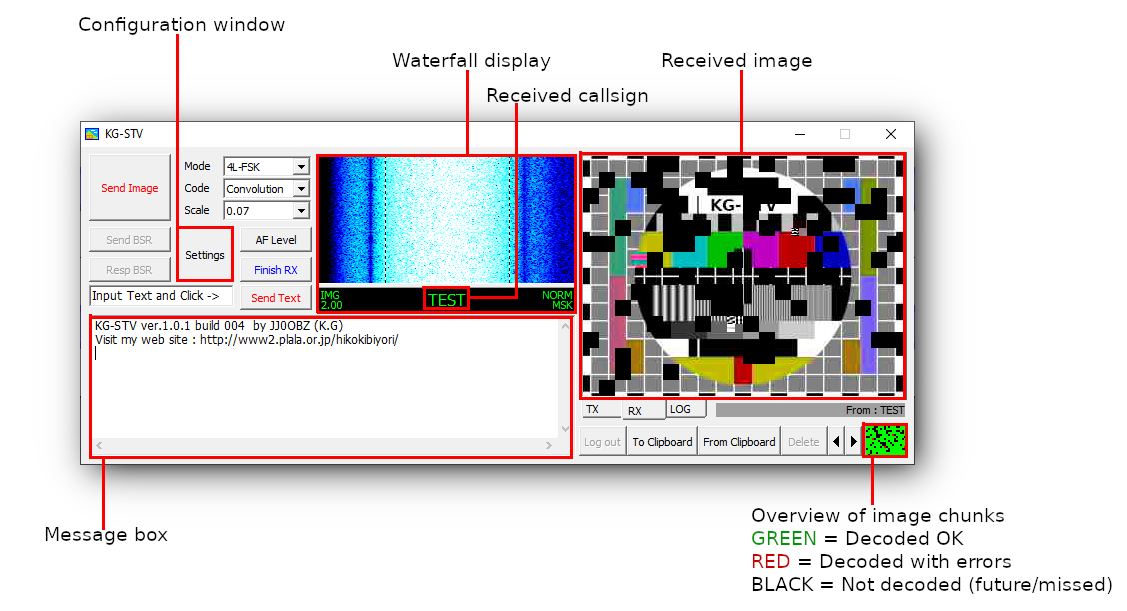 Configuration window
Waterfall display
Received image
Received callsign
KG-STV
Send Image
Mode 4L-FSK
Code Convolution
Scale 0.07
Send BSR
Settings
AF Level
Resp BSR
Finish RX
Input Text and Click ->
Send Text
IMG
2.00
TEST
NORM
MSK
KG-STV ver.1.0.1 build 004 by JJ0OBZ (K.G)
Visit my web site : http://www2.plala.or.jp/hikokibiyori/
TX
RX
LOG
From : TEST
Log out
To Clipboard
From Clipboard
Delete
Message box
Overview of image chunks
GREEN = Decoded OK
RED = Decoded with errors
BLACK = Not decoded (future/missed)